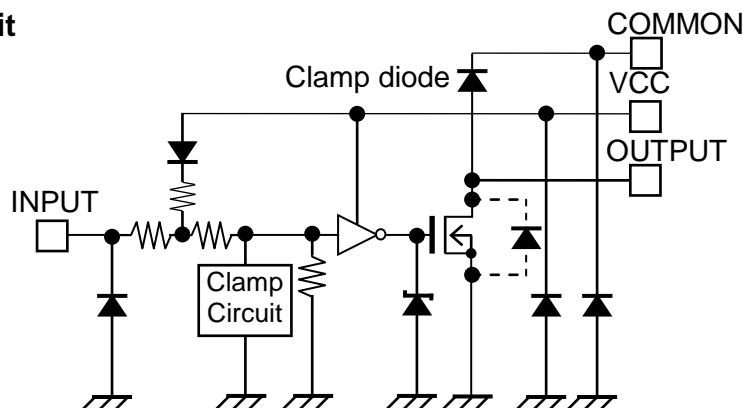 it
COMMON
Clamp diode
VCC
OUTPUT
INPUT
Clamp
Circuit